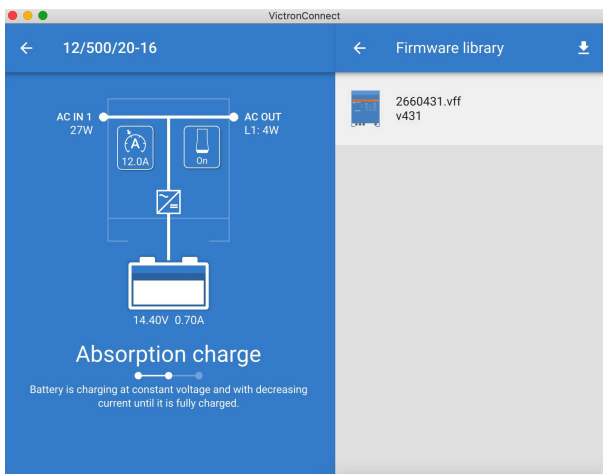 VictronConnect
12/500/20-16
AC IN 1
27W
A
12.0A
On
AC OUT
L1: 4W
14.40V 0.70A
Absorption charge
Battery is charging at constant voltage and with decreasing
current until it is fully charged.
Firmware library
2660431.vff
v431